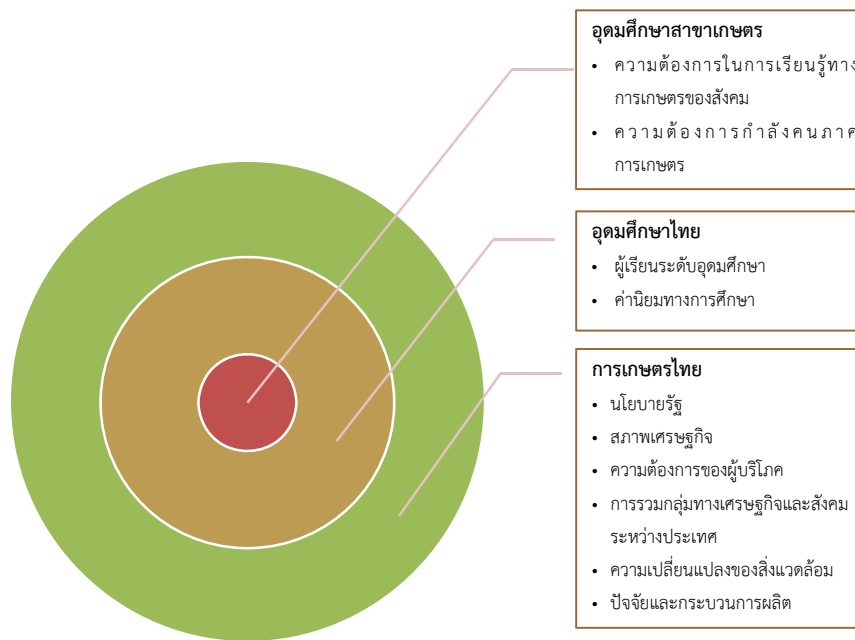 อุดมศึกษาสาขาเกษตร
• ความต้องการในการเรียนรู้ทาง
การเกษตรของสังคม
• ความต้องการกำลังคนภาค
การเกษตร
อุดมศึกษาไทย
• ผู้เรียนระดับอุดมศึกษา
• ค่านิยมทางการศึกษา
การเกษตรไทย
• นโยบายรัฐ
• สภาพเศรษฐกิจ
• ความต้องการของผู้บริโภค
• การรวมกลุ่มทางเศรษฐกิจและสังคม
ระหว่างประเทศ
• ความเปลี่ยนแปลงของสิ่งแวดล้อม
• ปัจจัยและกระบวนการผลิต